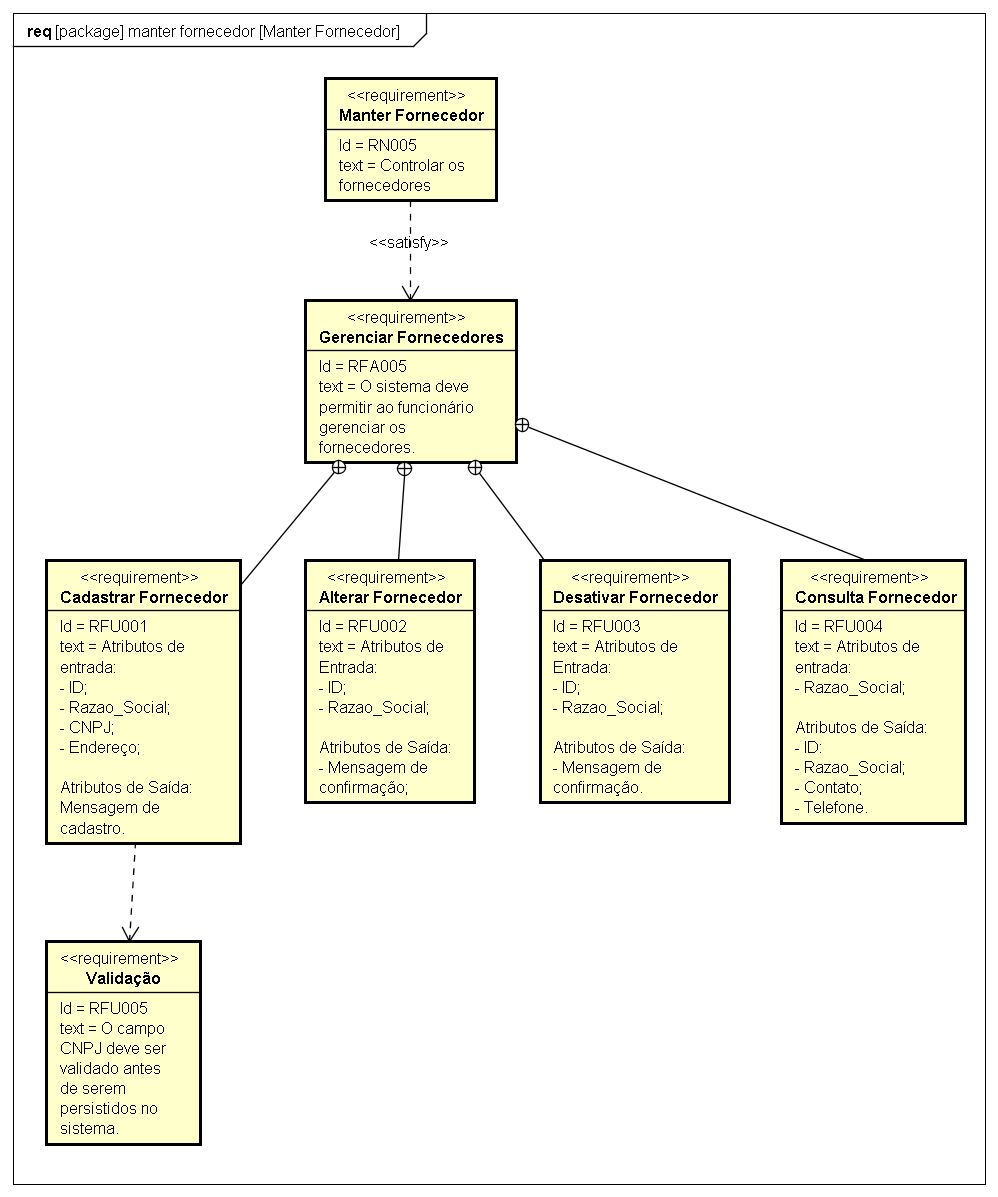 req [package] manter fornecedor [Manter Fornecedor]
<<requirement>>
Manter Fornecedor
Id = RN005
text = Controlar os
fornecedores
<<satisfy>>
<<requirement>>
Gerenciar Fornecedores
Id = RFA005
text = O sistema deve
permitir ao funcionário
gerenciar os
fornecedores.
<<requirement>>
Cadastrar Fornecedor
Id = RFU001
text = Atributos de
entrada:
- ID;
- Razao_Social;
- CNPJ;
- Endereço;
Atributos de Saída:
Mensagem de
cadastro.
<<requirement>>
Alterar Fornecedor
Id = RFU002
text = Atributos de
Entrada:
- ID;
- Razao_Social;
Atributos de Saída:
- Mensagem de
confirmação;
<<requirement>>
Desativar Fornecedor
Id = RFU003
text = Atributos de
Entrada:
- ID;
- Razao_Social;
Atributos de Saída:
- Mensagem de
confirmação.
<<requirement>>
Consulta Fornecedor
Id = RFU004
text = Atributos de
entrada:
- Razao_Social;
Atributos de Saída:
- ID:
- Razao_Social;
- Contato;
- Telefone.
<<requirement>>
Validação
Id = RFU005
text = O campo
CNPJ deve ser
validado antes
de serem
persistidos no
sistema.